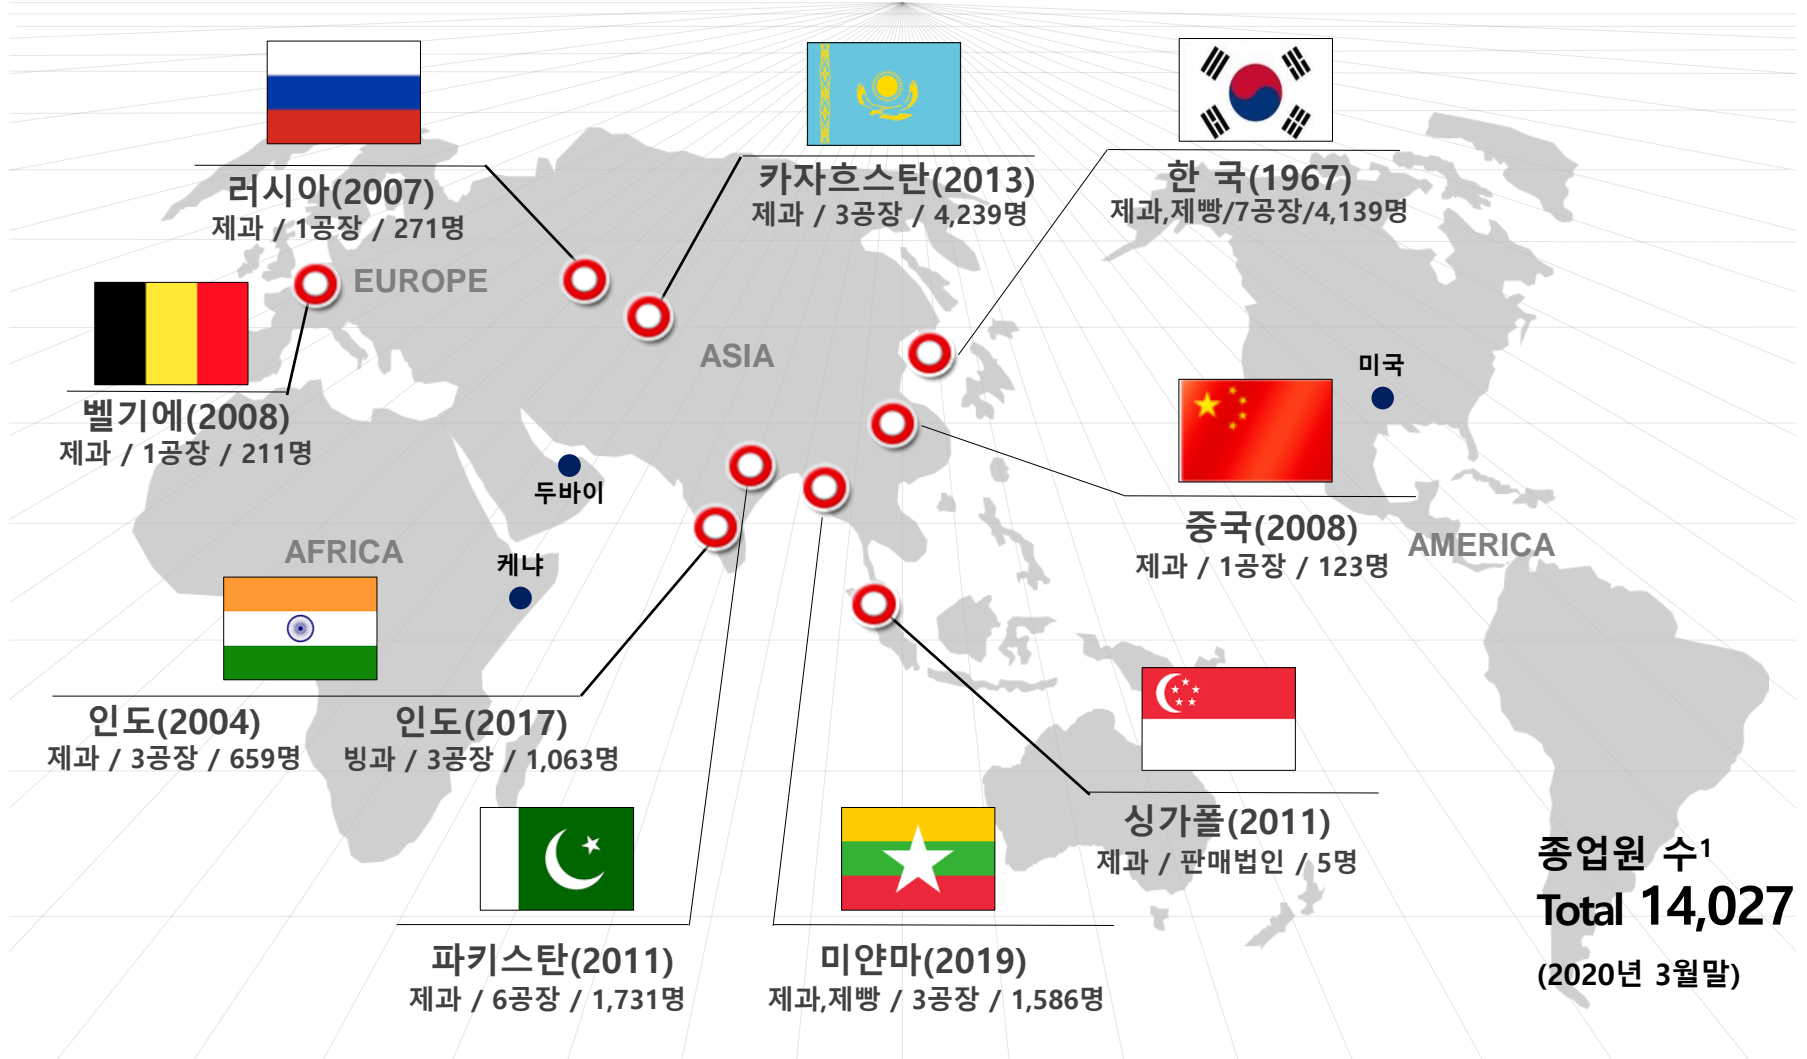 러시아(2007)
제과 / 1공장 / 271명
카자흐스탄(2013)
제과 / 3공장 / 4,239명
한 국(1967)
제과,제빵/7공장/4,139명
EUROPE
ASIA
미국
벨기에(2008)
제과 / 1공장 / 211명
두바이
중국(2008)
제과 / 1공장 / 123명
AMERICA
AFRICA
케냐
인도(2004)
제과 / 3공장 / 659명
인도(2017)
빙과 / 3공장 / 1,063명
싱가폴(2011)
제과 / 판매법인 / 5명
파키스탄(2011)
제과 / 6공장 / 1,731명
미얀마(2019)
제과,제빵 / 3공장 / 1,586명
종업원 수¹
Total 14,027
(2020년 3월말)